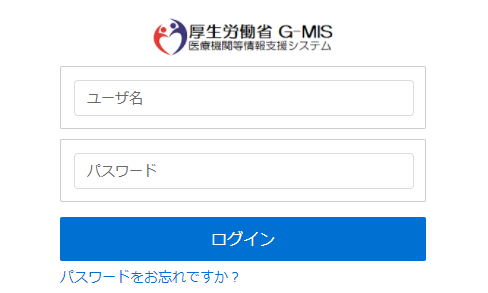 厚生労働省 G-MIS
医療機関等情報支援システム
ユーザ名
パスワード
ログイン
パスワードをお忘れですか？